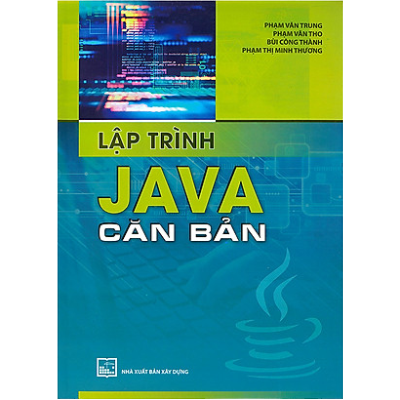 PHẠM VĂN TRUNG
PHẠM VĂN THỌ
BÙI CÔNG THÀNH
PHẠM THỊ MINH THƯƠNG
LẬP TRÌNH
JAVA
CĂN BẢN
NHÀ XUẤT BẢN XÂY DỰNG